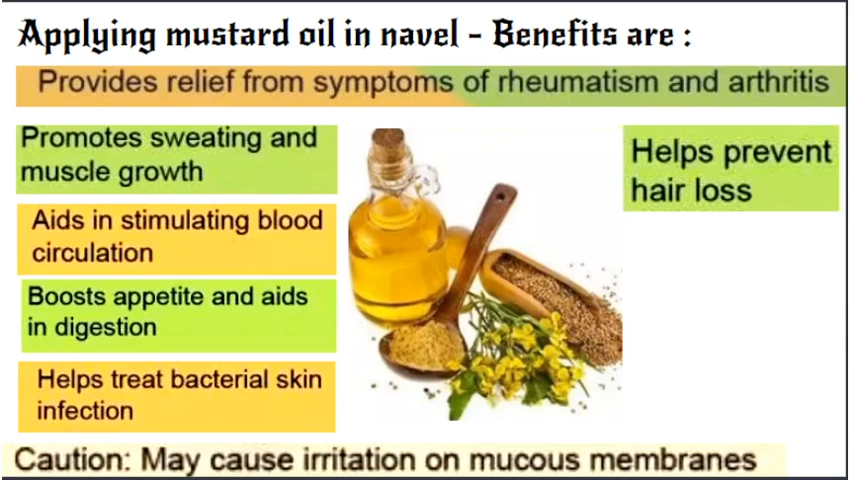 Applying mustard oil in navel - Benefits are :
Provides relief from symptoms of rheumatism and arthritis
Promotes sweating and
muscle growth
Aids in stimulating blood
circulation
Boosts appetite and aids
in digestion
Helps treat bacterial skin
infection
Helps prevent
hair loss
Caution: May cause irritation on mucous membranes